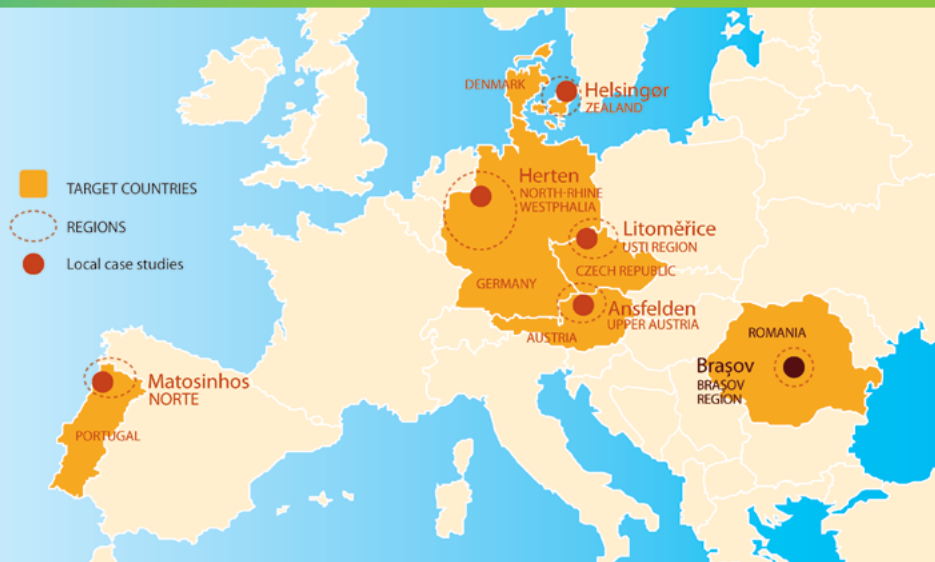 DENMARK
Helsingør
ZEALAND
Herten
NORTH-RHINE
WESTPHALIA
TARGET COUNTRIES
REGIONS
Local case studies
Litoměřice
USTI REGION
CZECH REPUBLIC
GERMANY
Ansfelden
UPPER AUSTRIA
AUSTRIA
ROMANIA
Brașov
BRASOV
REGION
Matosinhos
NORTE
PORTUGAL